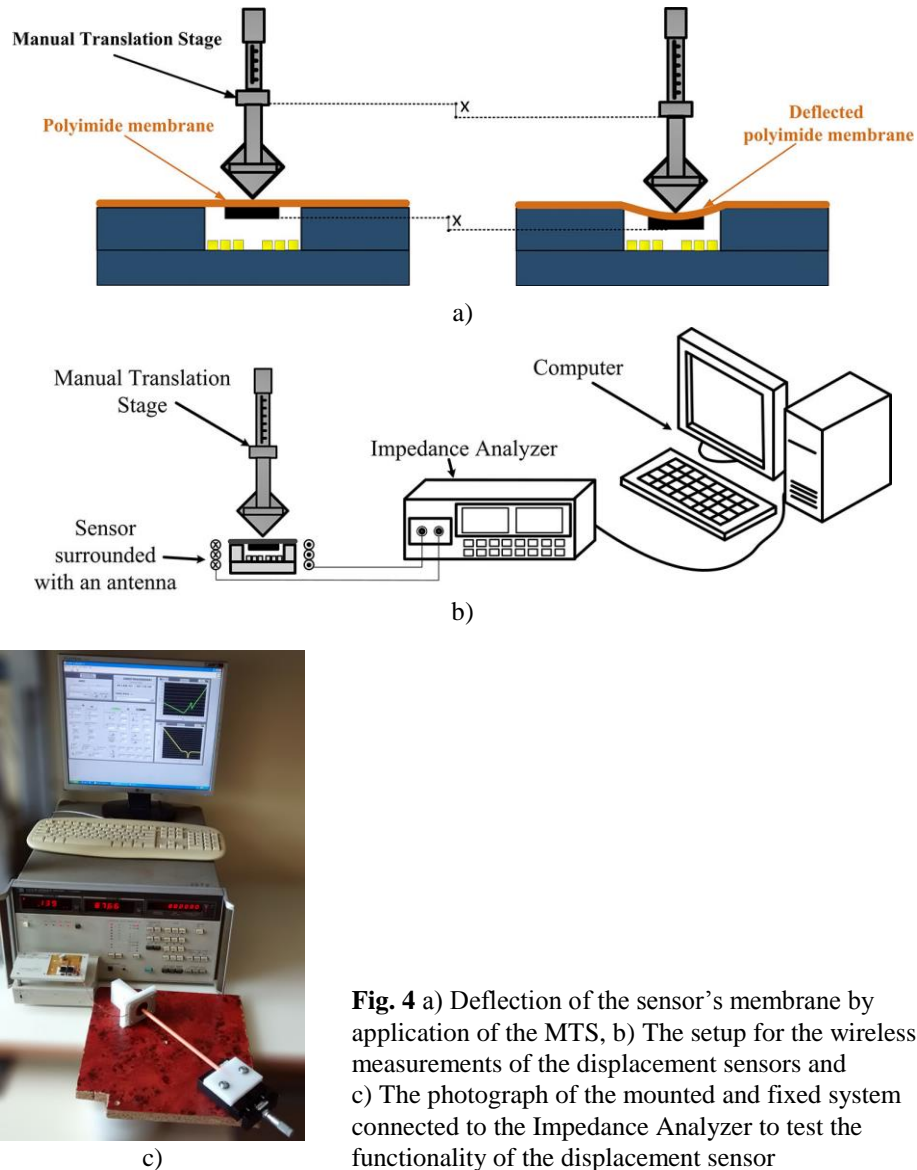 Manual Translation Stage
x
Polyimide membrane
Deflected
polyimide membrane
x
a)
Manual Translation
Stage
Computer
Impedance Analyzer
Sensor
surrounded
with an antenna
b)
c)
Fig. 4 a) Deflection of the sensor’s membrane by
application of the MTS, b) The setup for the wireless
measurements of the displacement sensors and
c) The photograph of the mounted and fixed system
connected to the Impedance Analyzer to test the
functionality of the displacement sensor